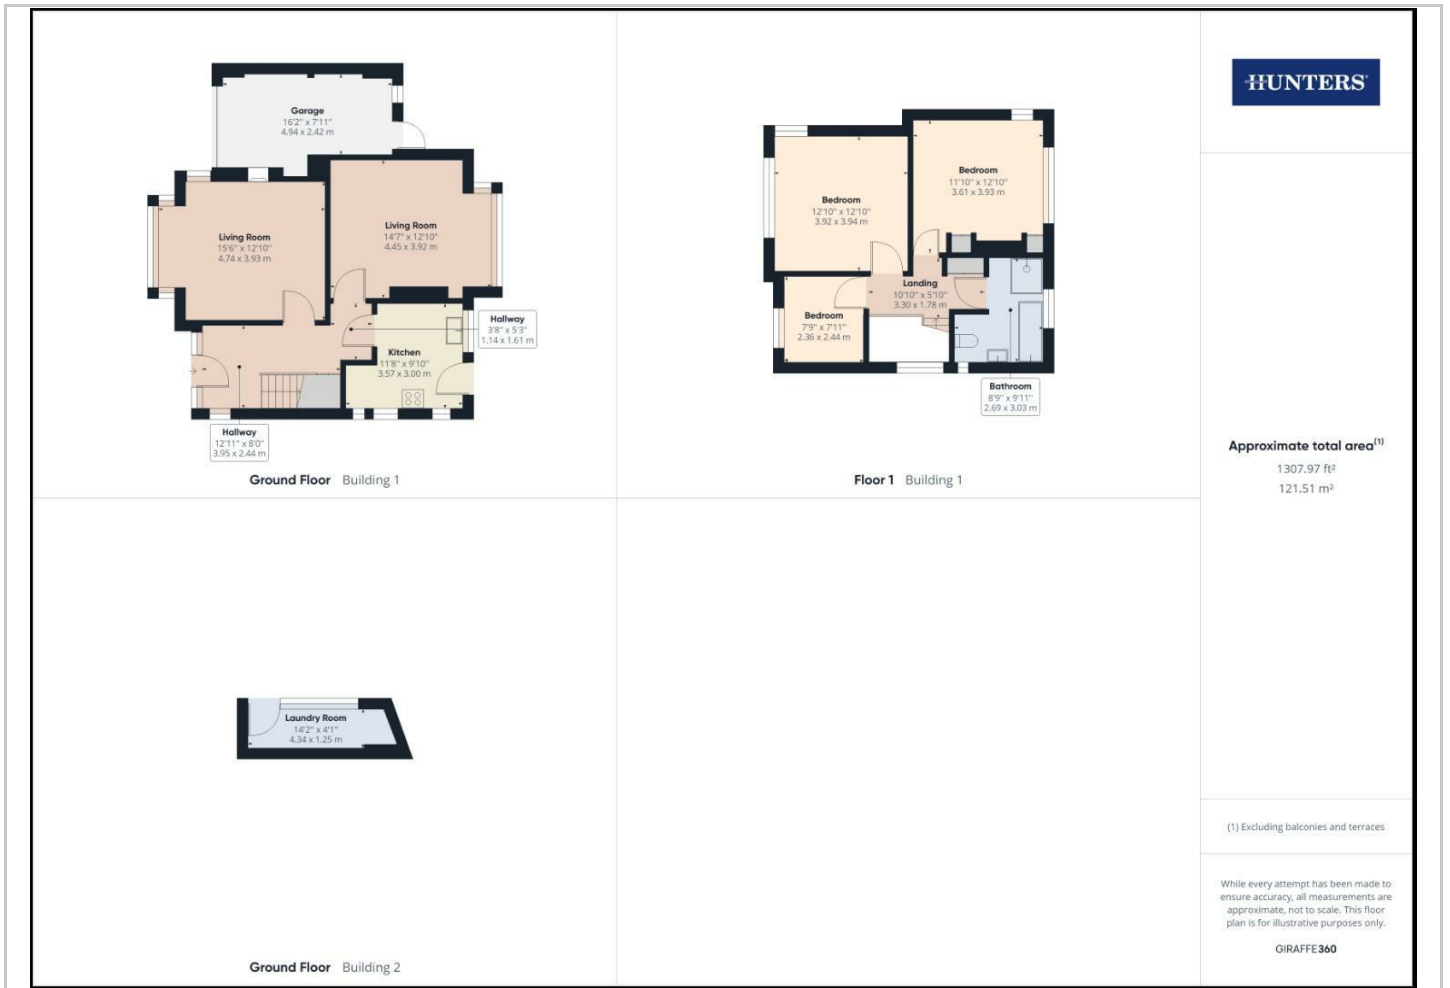 Garage
16'2" x 7'11"
4.94 x 2.42 m
Living Room
15'6" x 12'10"
4.74 x 3.93 m
Living Room
14'7" x 12'10"
4.45 x 3.92 m
Hallway
3'8" x 5'3"
1.14 x 1.61 m
Kitchen
11'8" x 9'10"
3.57 x 3.00 m
Hallway
12'11" x 8'0"
3.95 x 2.44 m
Ground Floor Building 1
Bedroom
12'10" x 12'10"
3.92 x 3.94 m
Bedroom
11'10" x 12'10"
3.61 x 3.93 m
Landing
10'10" x 5'10"
3.30 x 1.78 m
Bedroom
7'9" x 7'11"
2.36 x 2.44 m
Bathroom
8'9" x 9'11"
2.69 x 3.03 m
Floor 1 Building 1
Laundry Room
14'2" x 4'1"
4.34 x 1.25 m
Ground Floor Building 2
HUNTERS®
Approximate total area(1)
1307.97 ft²
121.51 m²
(1) Excluding balconies and terraces
While every attempt has been made to
ensure accuracy, all measurements are
approximate, not to scale. This floor
plan is for illustrative purposes only.
GIRAFFE360